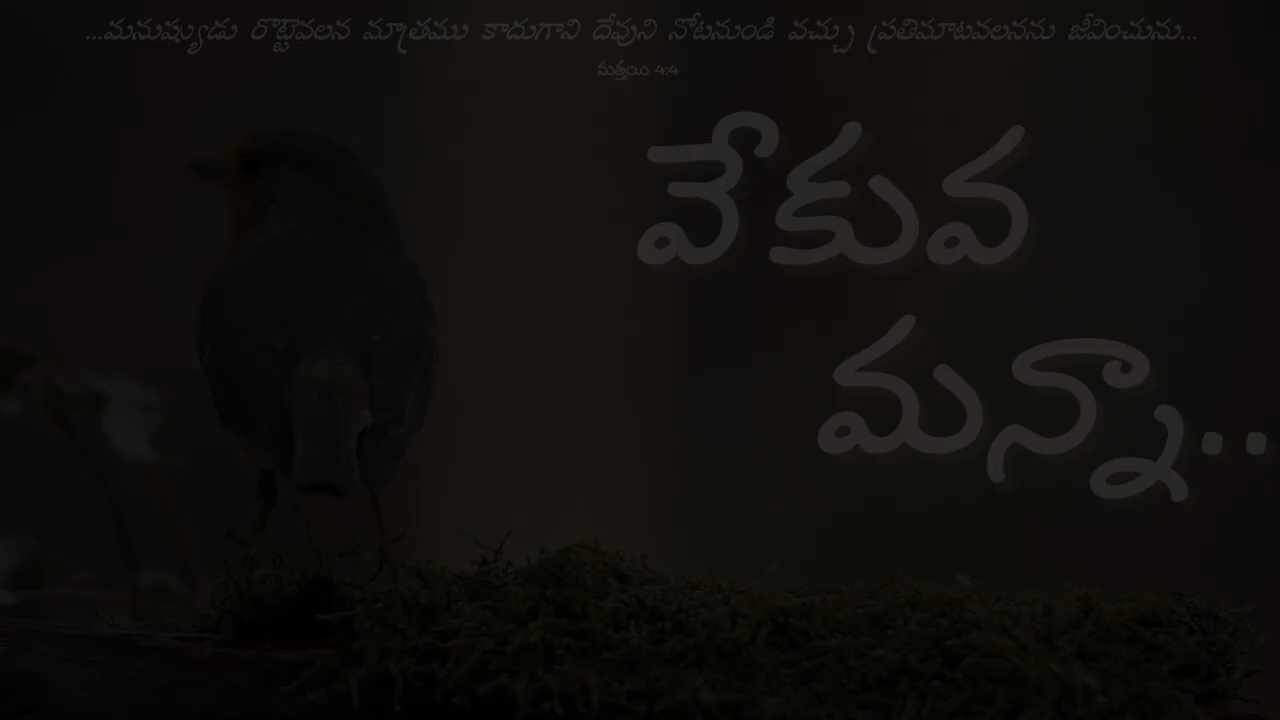 ...మనుష్యుడు రొట్టెవలన మాత్రము కాదుగాని దేవుని నోటనుండి వచ్చు ప్రతిమాటవలనను జీవించును...
మత్తయి 4:4
వేకువ
మన్నా..